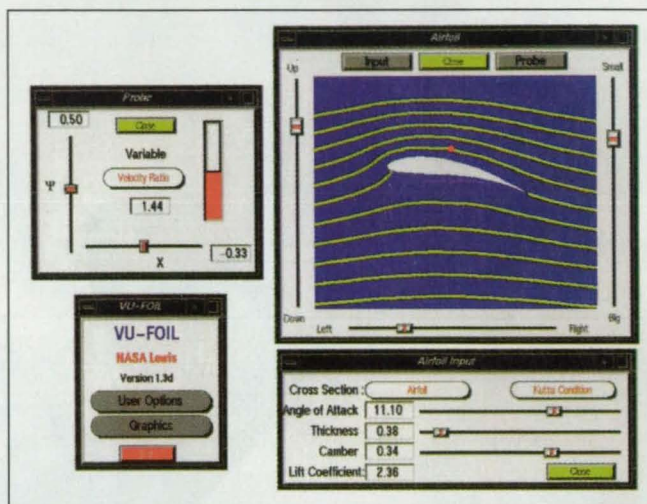 Probe
0.50
Close
Variable
Velocity Ratio
1.44
Ψ
X
-0.33
Airfoil
Input
Close
Probe
Up
Small
Down
Big
Left
Right
VU-FOIL
VU-FOIL
NASA Lewis
Version 1.3d
User Options
Graphics
Airfoil Input
Cross Section :
Airfoil
Kutta Condition
Angle of Attack
11.10
Thickness
0.38
Camber
0.34
Lift Coefficient:
2.36
Close